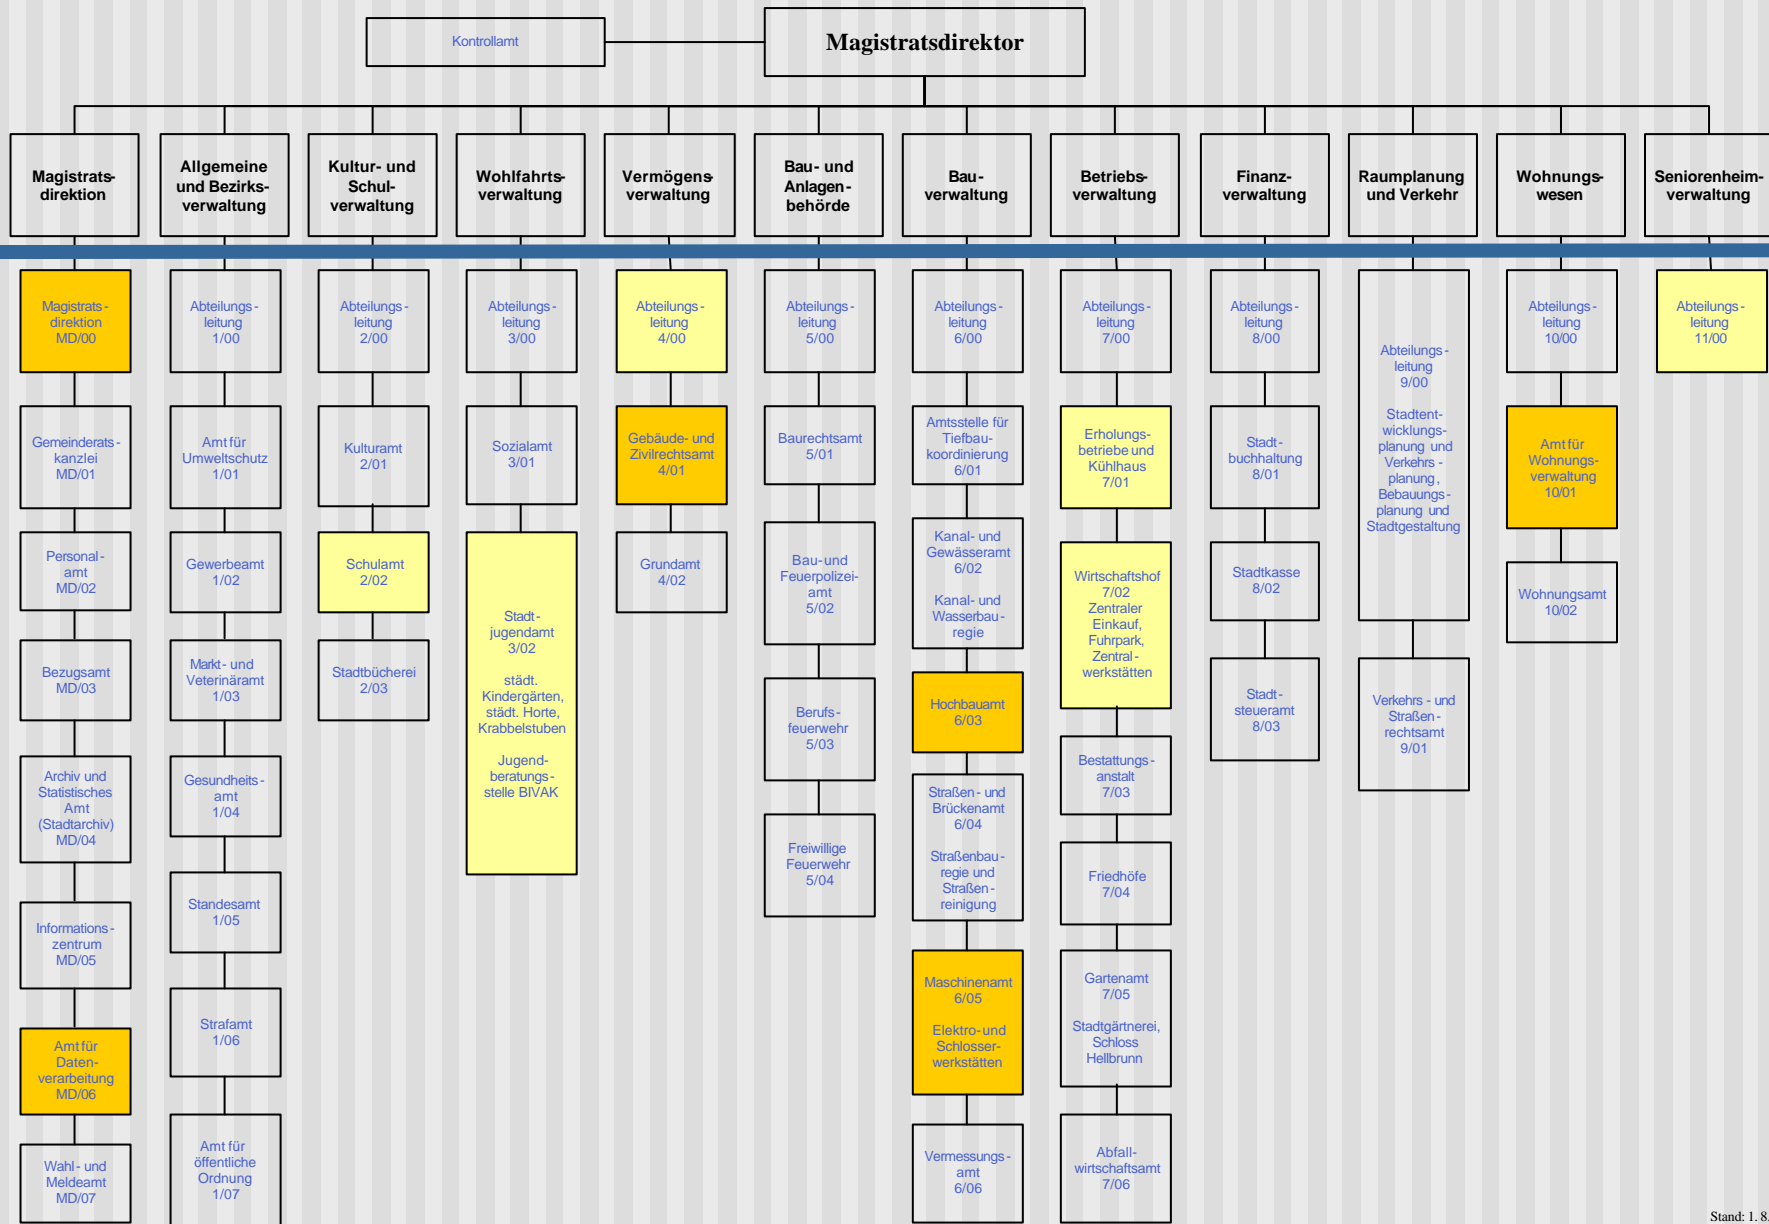 Kontrollamt
Magistratsdirektor
Magistrats-
direktion
Allgemeine
und Bezirks-
verwaltung
Kultur- und
Schul-
verwaltung
Wohlfahrts-
verwaltung
Vermögens-
verwaltung
Bau- und
Anlagen-
behörde
Bau-
verwaltung
Betriebs-
verwaltung
Finanz-
verwaltung
Raumplanung
und Verkehr
Wohnungs-
wesen
Seniorenheim-
verwaltung
Magistrats-
direktion
MD/00
Gemeinderats-
kanzlei
MD/01
Personal-
amt
MD/02
Bezugsamt
MD/03
Archiv und
Statistisches
Amt
(Stadtarchiv)
MD/04
Informations-
zentrum
MD/05
Amt für
Daten-
verarbeitung
MD/06
Wahl- und
Meldeamt
MD/07
Abteilungs-
leitung
1/00
Amt für
Umweltschutz
1/01
Gewerbeamt
1/02
Markt- und
Veterinäramt
1/03
Gesundheits-
amt
1/04
Standesamt
1/05
Strafamt
1/06
Amt für
öffentliche
Ordnung
1/07
Abteilungs-
leitung
2/00
Kulturamt
2/01
Schulamt
2/02
Stadtbücherei
2/03
Abteilungs-
leitung
3/00
Sozialamt
3/01
Stadt-
jugendamt
3/02
städt.
Kindergärten,
städt. Horte,
Krabbelstuben
Jugend-
beratungs-
stelle BIVAK
Abteilungs-
leitung
4/00
Gebäude- und
Zivilrechtsamt
4/01
Grundamt
4/02
Abteilungs-
leitung
5/00
Baurechtsamt
5/01
Bau-und
Feuerpolizei-
amt
5/02
Berufs-
feuerwehr
5/03
Freiwillige
Feuerwehr
5/04
Abteilungs-
leitung
6/00
Amtsstelle für
Tiefbau-
koordinierung
6/01
Kanal- und
Gewässeramt
6/02
Kanal- und
Wasserbau-
regie
Hochbauamt
6/03
Straßen- und
Brückenamt
6/04
Straßenbau-
regie und
Straßen-
reinigung
Maschinenamt
6/05
Elektro-und
Schlosser-
werkstätten
Vermessungs-
amt
6/06
Abteilungs-
leitung
7/00
Erholungs-
betriebe und
Kühlhaus
7/01
Wirtschaftshof
7/02
Zentraler
Einkauf,
Fuhrpark,
Zentral-
werkstätten
Bestattungs-
anstalt
7/03
Friedhöfe
7/04
Gartenamt
7/05
Stadtgärtnerei,
Schloss
Hellbrunn
Abfall-
wirtschaftsamt
7/06
Abteilungs-
leitung
8/00
Stadt-
buchhaltung
8/01
Stadtkasse
8/02
Stadt-
steueramt
8/03
Abteilungs-
leitung
9/00
Stadtent-
wicklungs-
planung und
Verkehrs-
planung,
Bebauungs-
planung und
Stadtgestaltung
Verkehrs- und
Straßen-
rechtsamt
9/01
Abteilungs-
leitung
10/00
Amt für
Wohnungs-
verwaltung
10/01
Wohnungsamt
10/02
Abteilungs-
leitung
11/00
Stand: 1. 8.